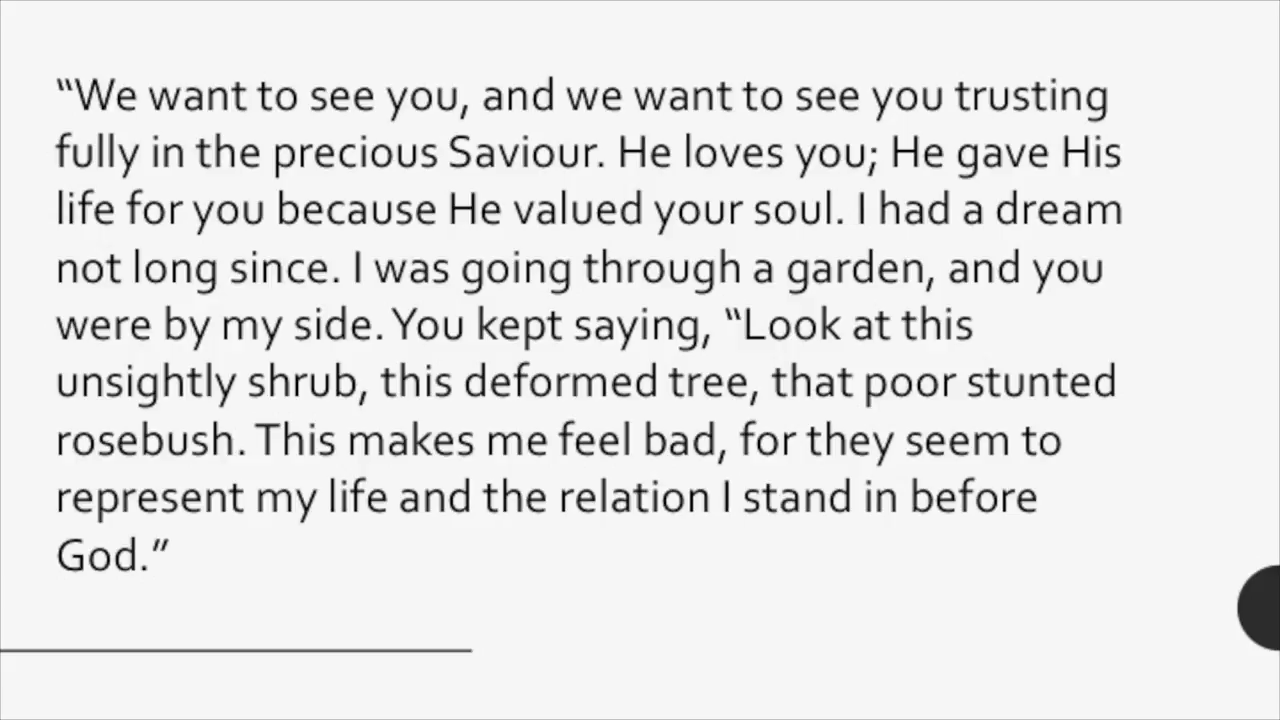 “We want to see you, and we want to see you trusting
fully in the precious Saviour. He loves you; He gave His
life for you because He valued your soul. I had a dream
not long since. I was going through a garden, and you
were by my side. You kept saying, “Look at this
unsightly shrub, this deformed tree, that poor stunted
rosebush. This makes me feel bad, for they seem to
represent my life and the relation I stand in before
God.”